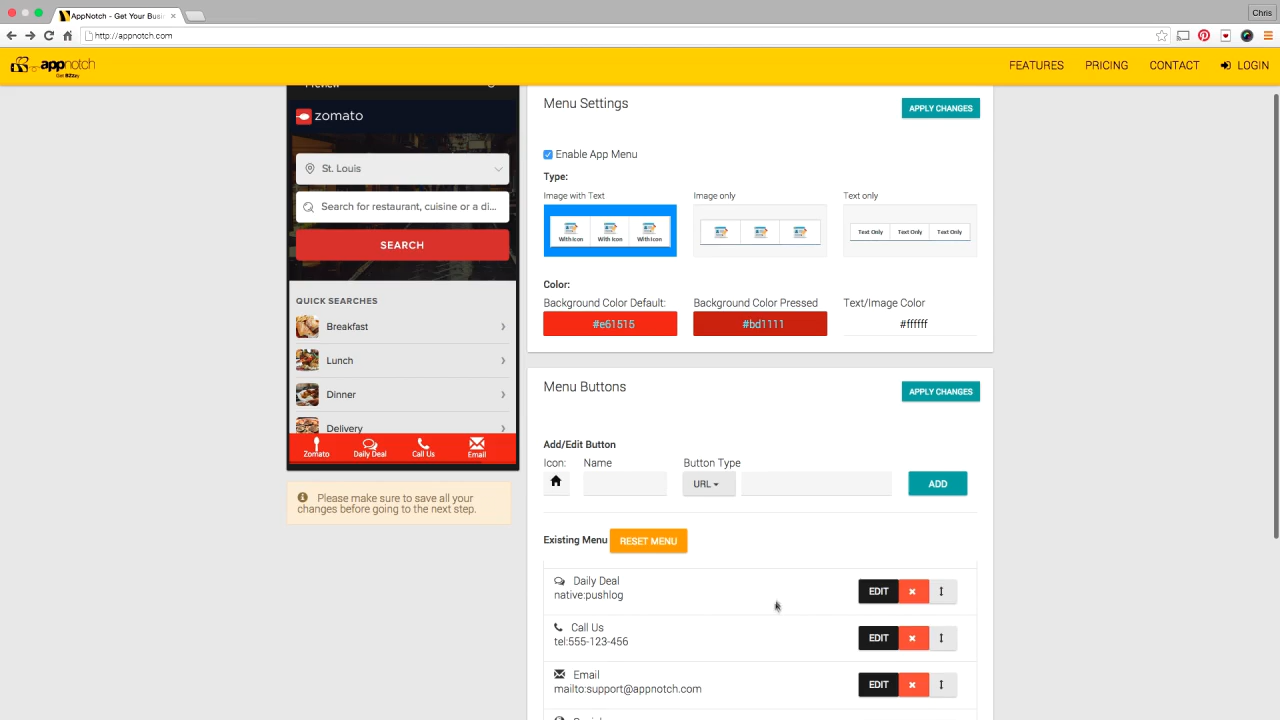 AppNotch - Get Your Busi
Chris
http://appnotch.com
appnotch
FEATURES
PRICING
CONTACT
LOGIN
Preview
zomato
St. Louis
Search for restaurant, cuisine or a di...
SEARCH
QUICK SEARCHES
Breakfast
Lunch
Dinner
Delivery
Zomato
Daily Deal
Call Us
Email
Please make sure to save all your
changes before going to the next step.
Menu Settings
APPLY CHANGES
Enable App Menu
Type:
Image with Text
Image only
Text only
With Icon
With Icon
With Icon
Text Only
Text Only
Text Only
Color:
Background Color Default:
Background Color Pressed
Text/Image Color
#e61515
#bd1111
#ffffff
Menu Buttons
APPLY CHANGES
Add/Edit Button
Icon:
Name
Button Type
URL
ADD
Existing Menu
RESET MENU
Daily Deal
native:pushlog
EDIT
Call Us
tel:555-123-456
EDIT
Email
mailto:support@appnotch.com
EDIT